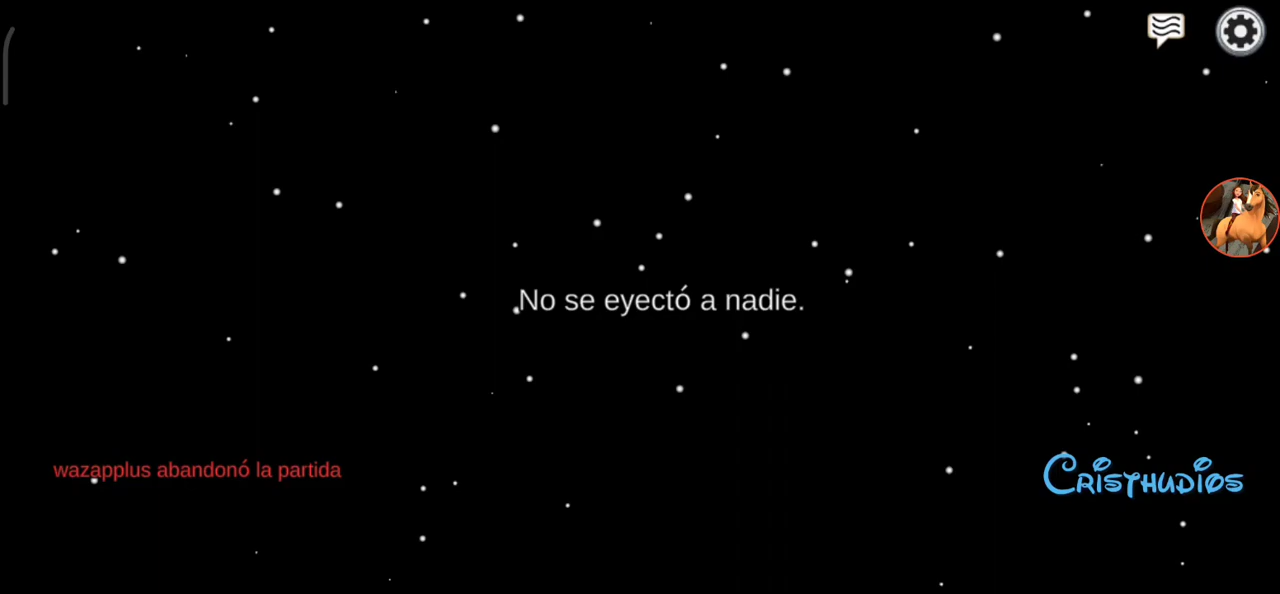 No se eyectó a nadie.
wazapplus abandonó la partida
Cristhudios